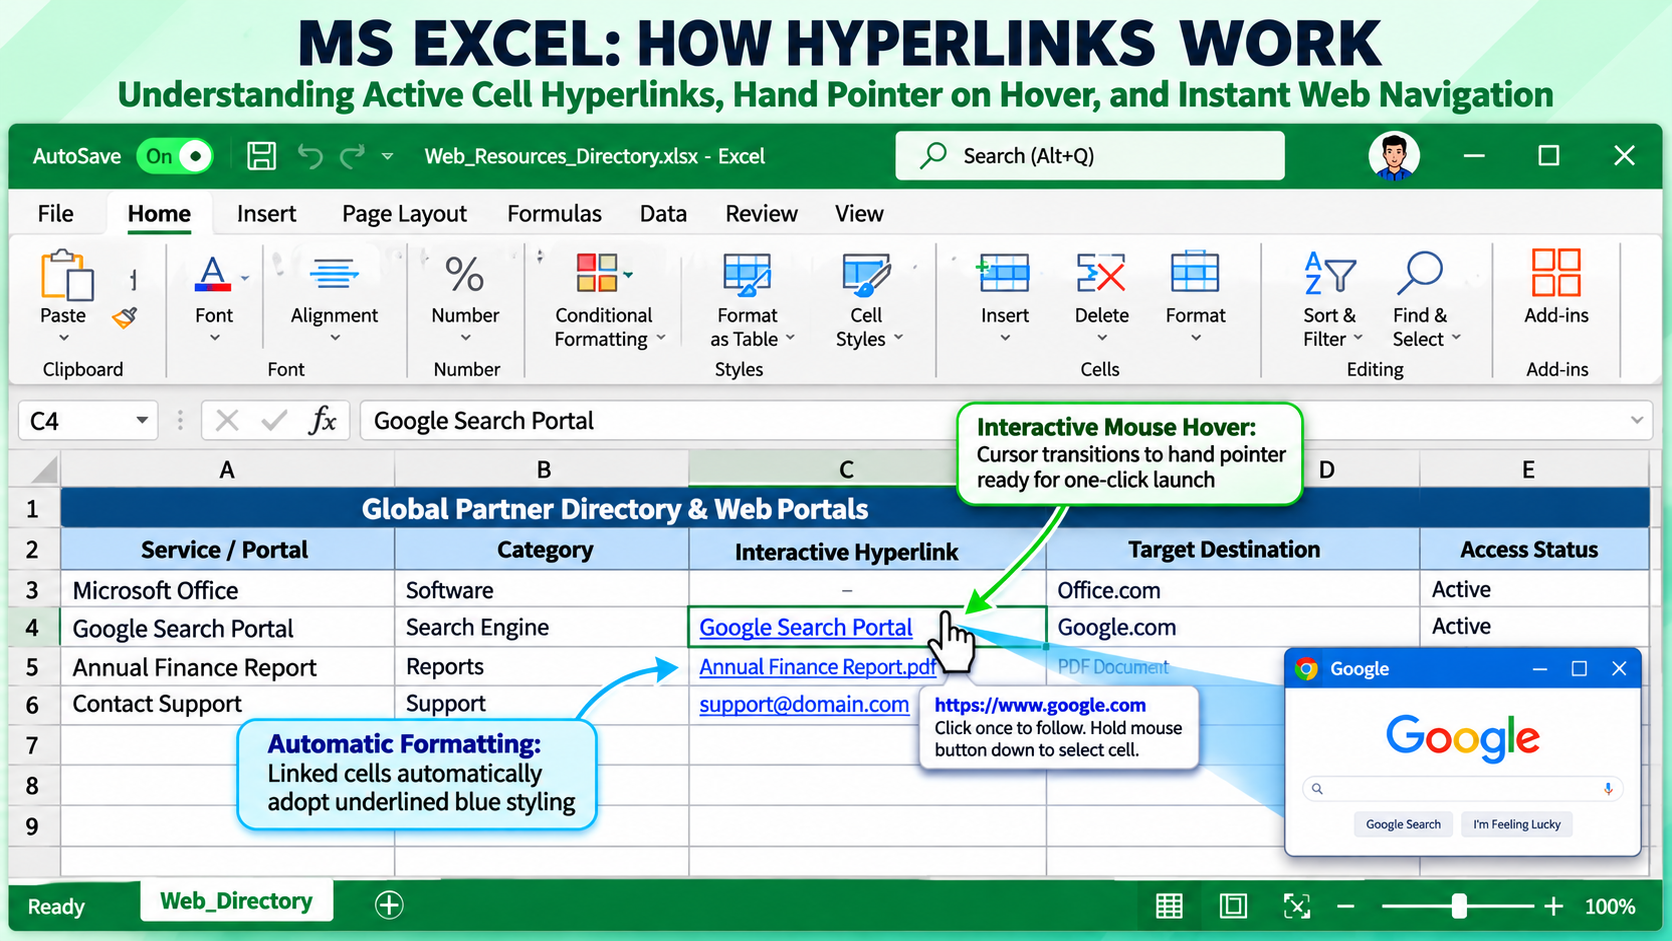 MS EXCEL: HOW HYPERLINKS WORK
Understanding Active Cell Hyperlinks, Hand Pointer on Hover, and Instant Web Navigation
AutoSave On Web_Resources_Directory.xlsx - Excel Search (Alt+Q)
File Home Insert Page Layout Formulas Data Review View
Paste Font Alignment % Number Conditional Formatting Format as Table Cell Styles Insert Delete Format Sort & Filter Find & Select Add-ins
Clipboard Font Number Styles Cells Editing Add-ins
C4 fx Google Search Portal
Interactive Mouse Hover:
Cursor transitions to hand pointer
ready for one-click launch
A B C D E
1 Global Partner Directory & Web Portals
2 Service / Portal Category Interactive Hyperlink Target Destination Access Status
3 Microsoft Office Software – Office.com Active
4 Google Search Portal Search Engine Google Search Portal Google.com Active
5 Annual Finance Report Reports Annual Finance Report.pdf PDF Document
6 Contact Support Support support@domain.com
7
8
9
Automatic Formatting:
Linked cells automatically
adopt underlined blue styling
https://www.google.com
Click once to follow. Hold mouse
button down to select cell.
Google
Google
Google Search I'm Feeling Lucky
Ready Web_Directory 100%